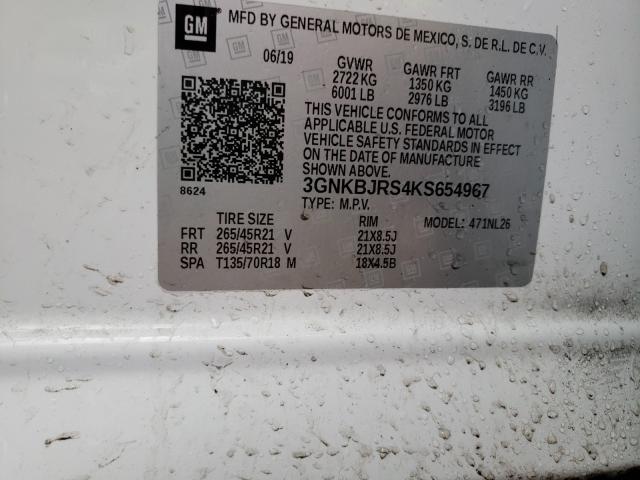 GM MFD BY GENERAL MOTORS DE MEXICO, S. DE R.L. DE C.V.
06/19 GVWR GAWR FRT GAWR RR
2722 KG 1350 KG 1450 KG
6001 LB 2976 LB 3196 LB
THIS VEHICLE CONFORMS TO ALL
APPLICABLE U.S. FEDERAL MOTOR
VEHICLE SAFETY STANDARDS IN EFFECT
ON THE DATE OF MANUFACTURE
SHOWN ABOVE.
8624 3GNKBJRS4KS654967
TYPE: M.P.V. MODEL: 471NL26
TIRE SIZE RIM
FRT 265/45R21 V 21X8.5J
RR 265/45R21 V 21X8.5J
SPA T135/70R18 M 18X4.5B